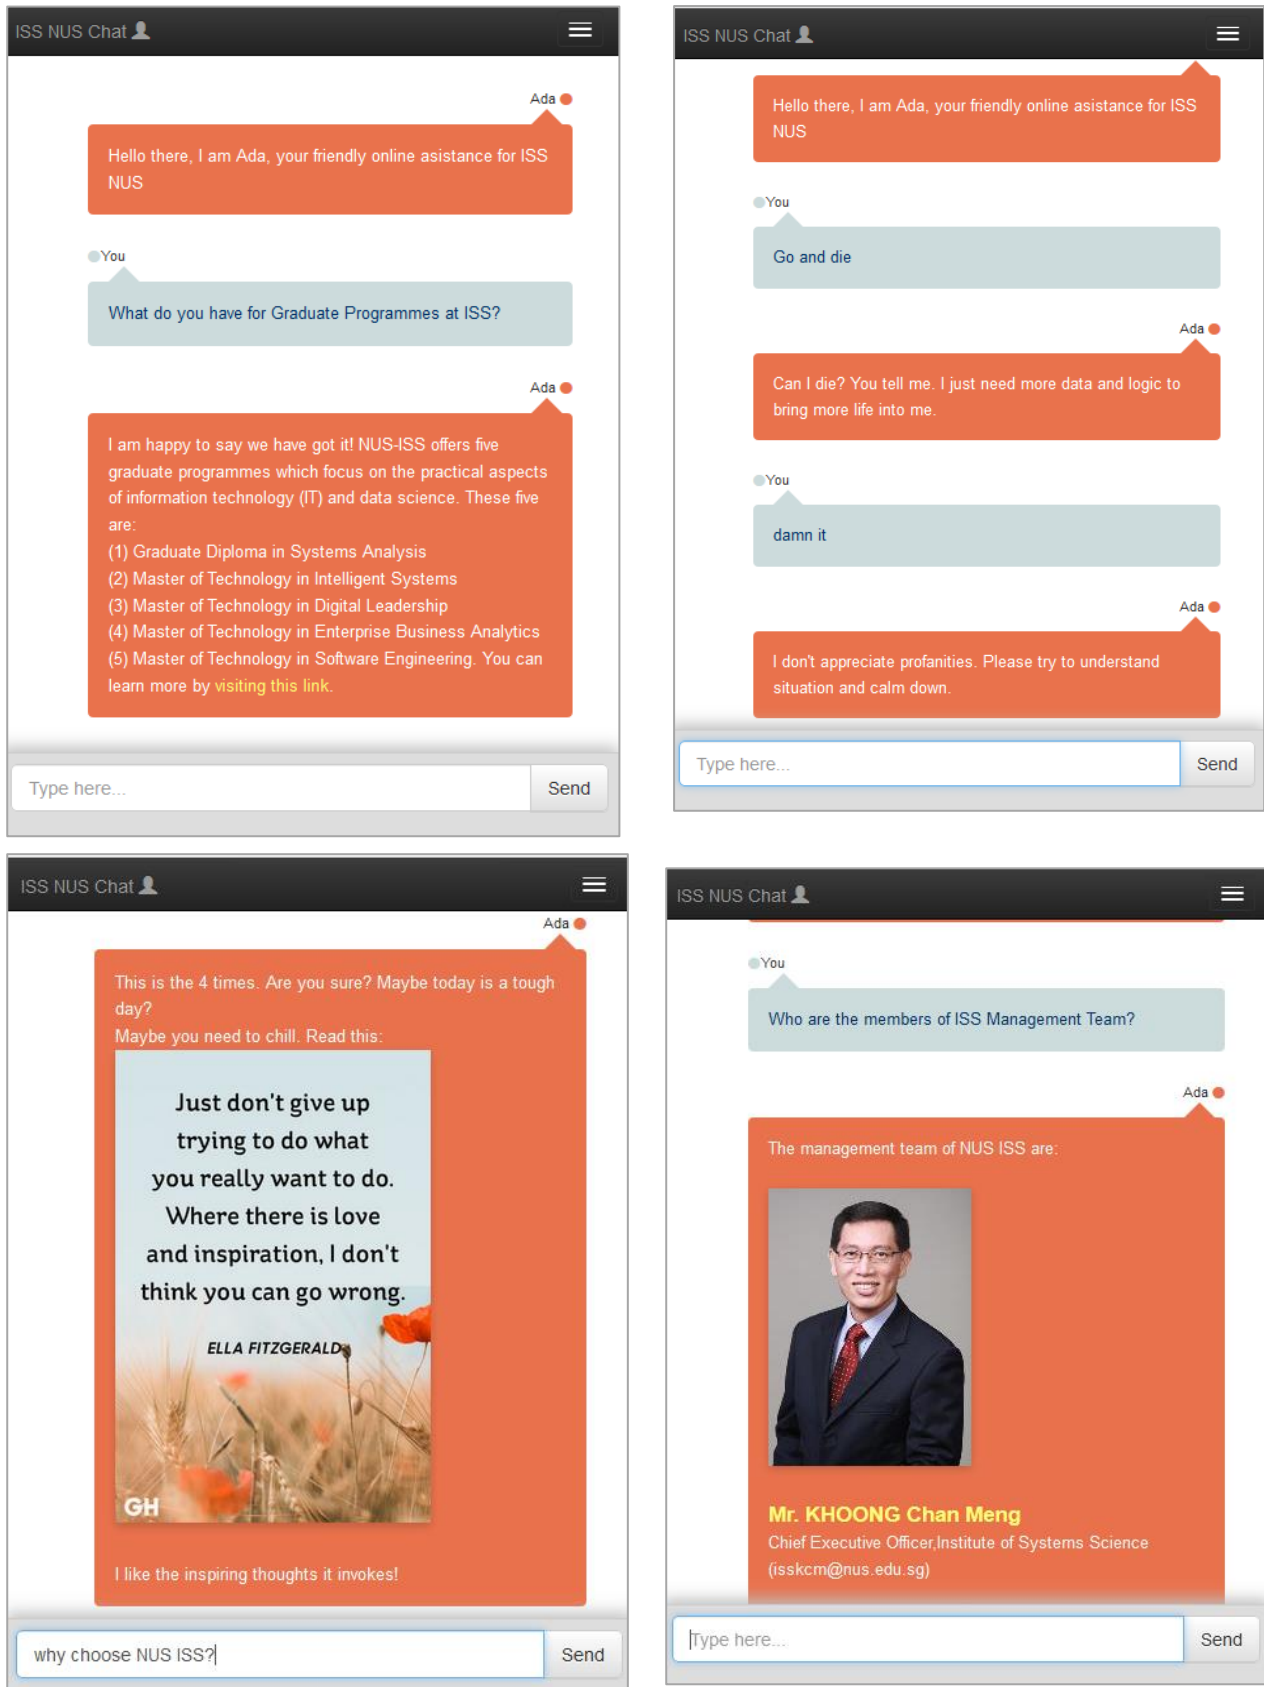 ISS NUS Chat
Ada
Hello there, I am Ada, your friendly online asistance for ISS
NUS
You
What do you have for Graduate Programmes at ISS?
Ada
I am happy to say we have got it! NUS-ISS offers five
graduate programmes which focus on the practical aspects
of information technology (IT) and data science. These five
are:
(1) Graduate Diploma in Systems Analysis
(2) Master of Technology in Intelligent Systems
(3) Master of Technology in Digital Leadership
(4) Master of Technology in Enterprise Business Analytics
(5) Master of Technology in Software Engineering. You can
learn more by visiting this link.
Type here...
Send
ISS NUS Chat
Hello there, I am Ada, your friendly online asistance for ISS
NUS
You
Go and die
Ada
Can I die? You tell me. I just need more data and logic to
bring more life into me.
You
damn it
Ada
I don't appreciate profanities. Please try to understand
situation and calm down.
Type here...
Send
ISS NUS Chat
Ada
This is the 4 times. Are you sure? Maybe today is a tough
day?
Maybe you need to chill. Read this:
Just don't give up
trying to do what
you really want to do.
Where there is love
and inspiration, I don't
think you can go wrong.
ELLA FITZGERALD
GH
I like the inspiring thoughts it invokes!
why choose NUS ISS?
Send
ISS NUS Chat
You
Who are the members of ISS Management Team?
Ada
The management team of NUS ISS are:
Mr. KHOONG Chan Meng
Chief Executive Officer,Institute of Systems Science
(isskcm@nus.edu.sg)
Type here...
Send